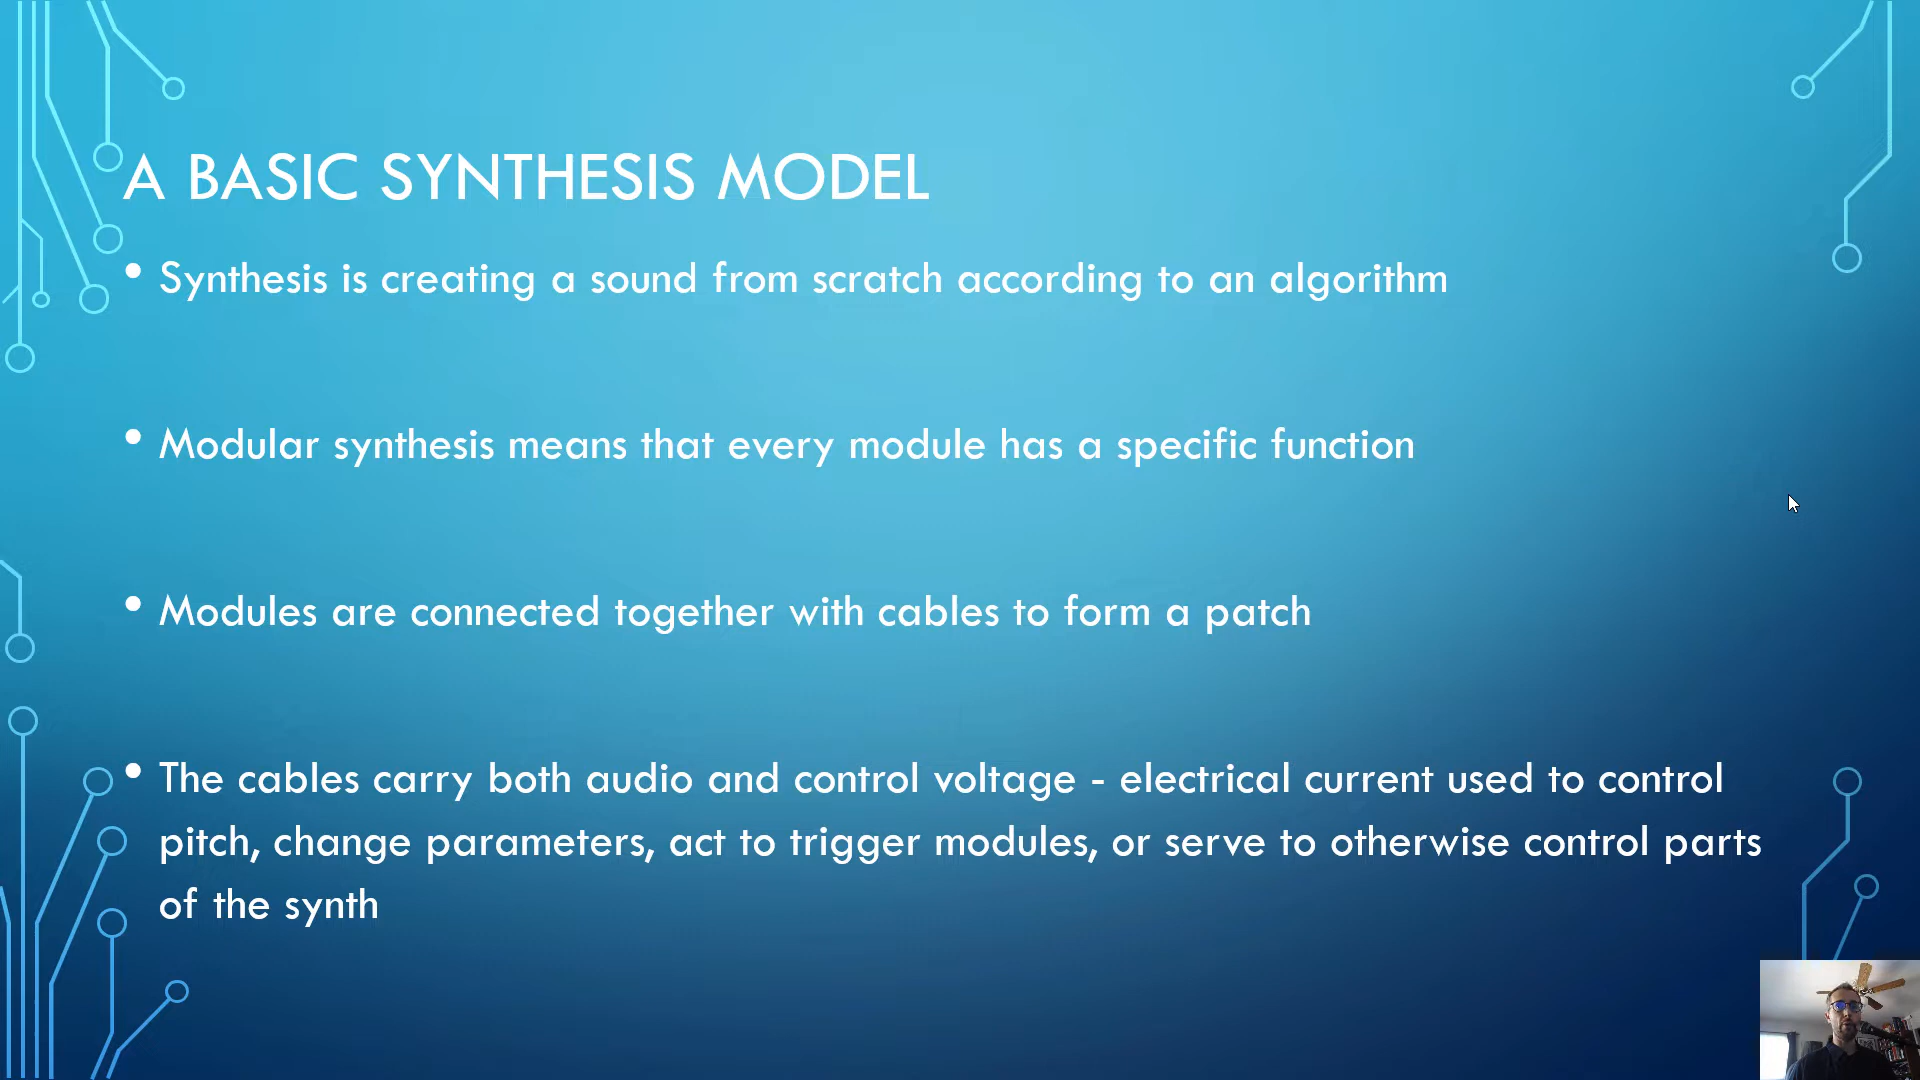 A BASIC SYNTHESIS MODEL
• Synthesis is creating a sound from scratch according to an algorithm
• Modular synthesis means that every module has a specific function
• Modules are connected together with cables to form a patch
• The cables carry both audio and control voltage - electrical current used to control
pitch, change parameters, act to trigger modules, or serve to otherwise control parts
of the synth